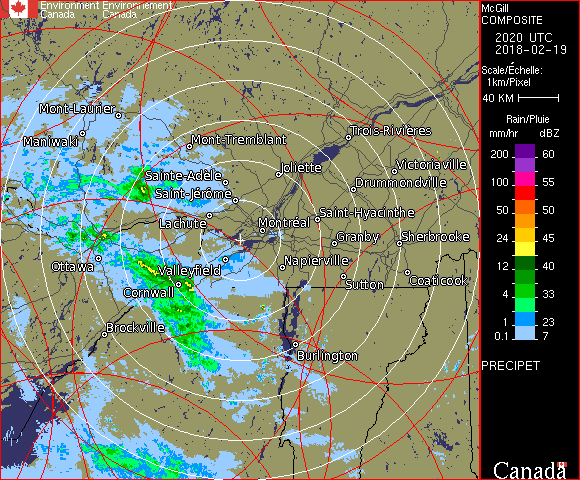 Environment Environnement
Canada Canada
McGill
COMPOSITE
2020 UTC
2018-02-19
Scale/Échelle:
1km/Pixel
40 KM
Rain/Pluie
mm/hr dBZ
200 60
100 55
50 50
24 45
12 40
4 33
1 23
0.1 7
PRECIPET
Canada
Mont-Laurier
Maniwaki
Mont-Tremblant
Trois-Rivières
Sainte-Adèle
Joliette
Victoriaville
Saint-Jérôme
Drummondville
Lachute
Montréal
Saint-Hyacinthe
Ottawa
Valleyfield
Granby
Sherbrooke
Napierville
Cornwall
Sutton
Coaticook
Brockville
Burlington